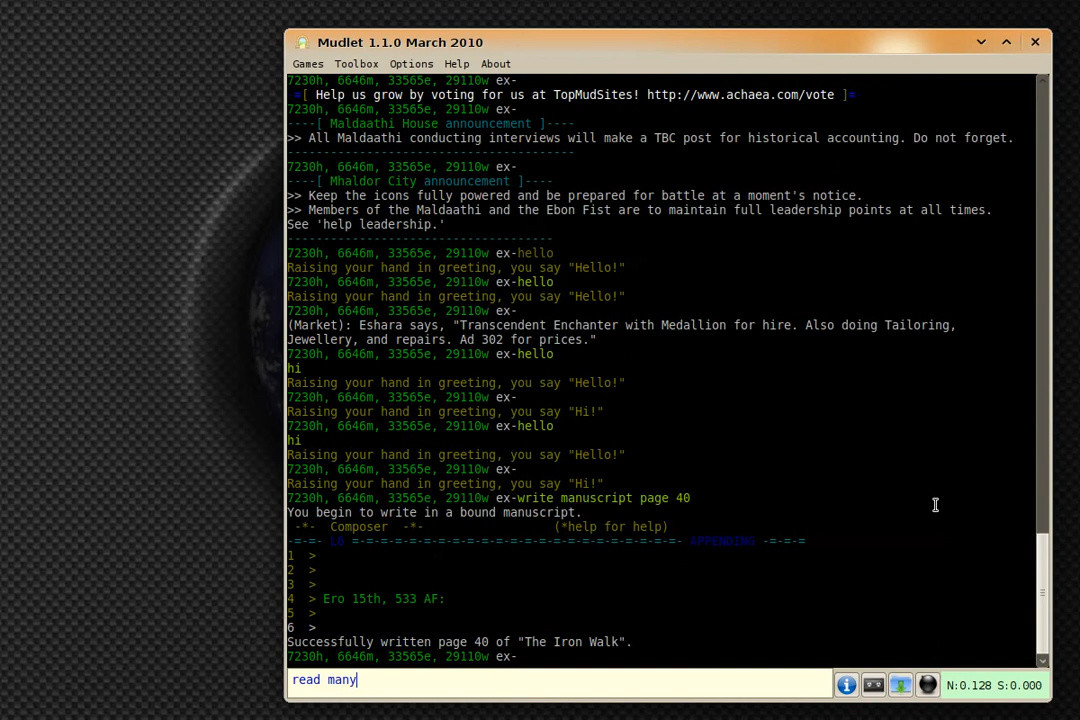 Mudlet 1.1.0 March 2010
Games Toolbox Options Help About
7230h, 6646m, 33565e, 29110w ex-
=[ Help us grow by voting for us at TopMudSites! http://www.achaea.com/vote ]=
7230h, 6646m, 33565e, 29110w ex-
----[ Maldaathi House announcement ]----
>> All Maldaathi conducting interviews will make a TBC post for historical accounting. Do not forget.
----------------------------------------
7230h, 6646m, 33565e, 29110w ex-
----[ Mhaldor City announcement ]----
>> Keep the icons fully powered and be prepared for battle at a moment's notice.
>> Members of the Maldaathi and the Ebon Fist are to maintain full leadership points at all times.
See 'help leadership.'
-------------------------------------
7230h, 6646m, 33565e, 29110w ex-hello
Raising your hand in greeting, you say "Hello!"
7230h, 6646m, 33565e, 29110w ex-hello
Raising your hand in greeting, you say "Hello!"
7230h, 6646m, 33565e, 29110w ex-
(Market): Eshara says, "Transcendent Enchanter with Medallion for hire. Also doing Tailoring,
Jewellery, and repairs. Ad 302 for prices."
7230h, 6646m, 33565e, 29110w ex-hello
hi
Raising your hand in greeting, you say "Hello!"
7230h, 6646m, 33565e, 29110w ex-
Raising your hand in greeting, you say "Hi!"
7230h, 6646m, 33565e, 29110w ex-hello
hi
Raising your hand in greeting, you say "Hello!"
7230h, 6646m, 33565e, 29110w ex-
Raising your hand in greeting, you say "Hi!"
7230h, 6646m, 33565e, 29110w ex-write manuscript page 40
You begin to write in a bound manuscript.
-*- Composer -*- (*help for help)
-=-=- L6 =-=-=-=-=-=-=-=-=-=-=-=-=-=-=-=-=-=-=-=-=-=-=- APPENDING -=-=-=
1 >
2 >
3 >
4 > Ero 15th, 533 AF:
5 >
6 >
Successfully written page 40 of "The Iron Walk".
7230h, 6646m, 33565e, 29110w ex-
read many
N:0.128 S:0.000